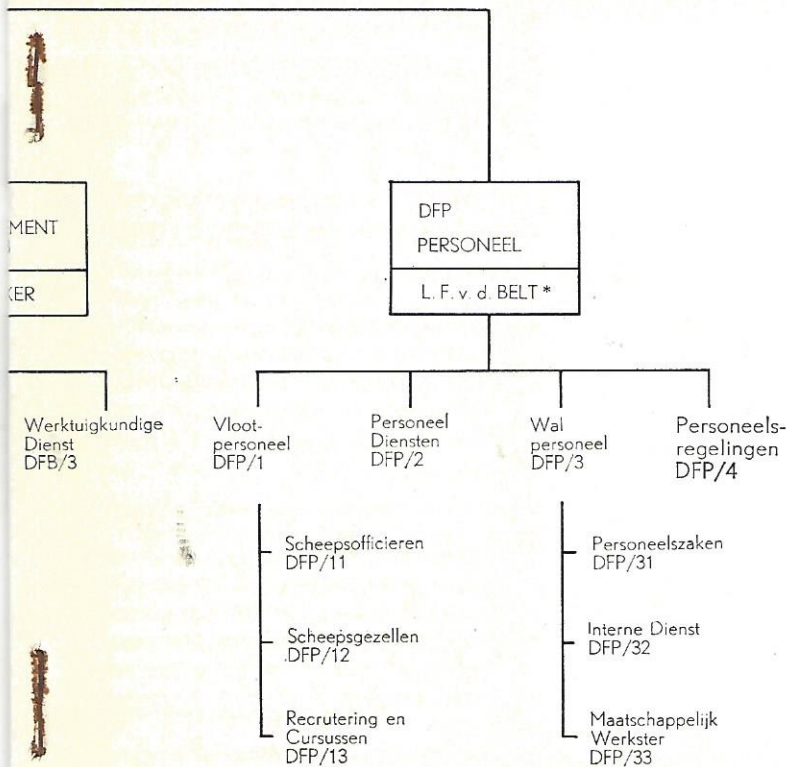 MENT
KER
DFP
PERSONEEL
L. F. v. d. BELT *
Werktuigkundige
Dienst
DFB/3
Vloot-
personeel
DFP/1
Personeel
Diensten
DFP/2
Wal
personeel
DFP/3
Personeels-
regelingen
DFP/4
Scheepsofficieren
DFP/11
Scheepsgezellen
DFP/12
Recrutering en
Cursussen
DFP/13
Personeelszaken
DFP/31
Interne Dienst
DFP/32
Maatschappelijk
Werkster
DFP/33